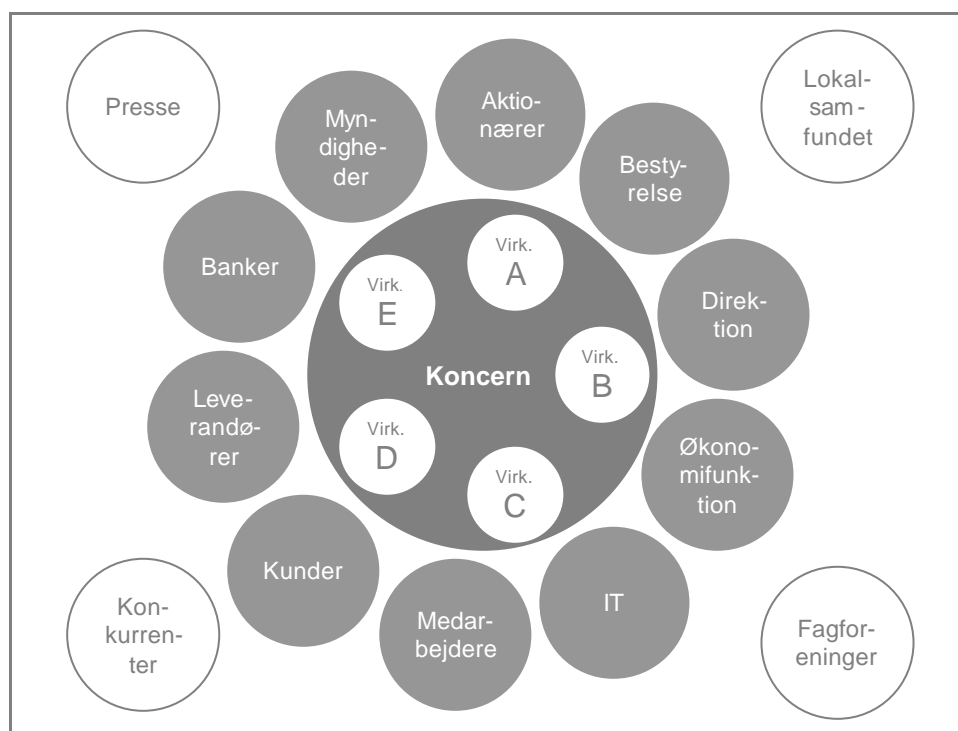 Presse
Myn-
dighe-
der
Aktio-
nærer
Lokal-
sam-
fundet
Besty-
relse
Banker
Virk.
A
Virk.
E
Direk-
tion
Koncern
Virk.
B
Leve-
randø-
rer
Virk.
D
Virk.
C
Økono-
mifunk-
tion
Kunder
Medar-
bejdere
IT
Kon-
kurren-
ter
Fagfor-
eninger